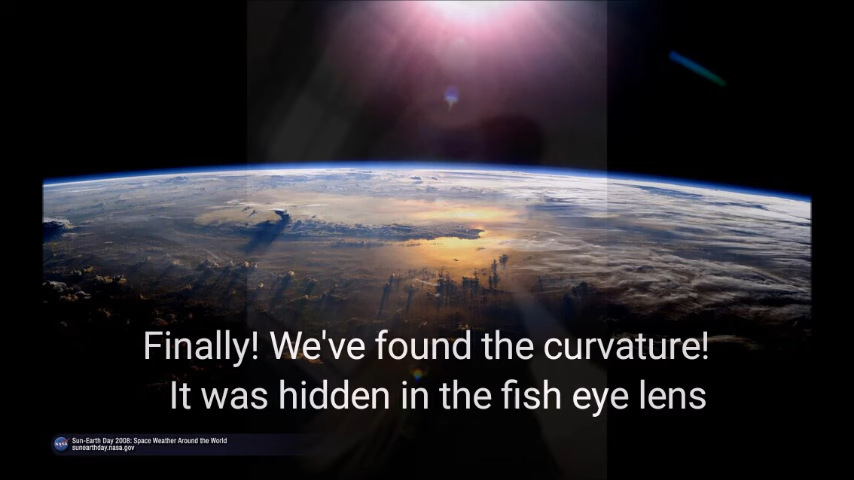 Finally! We've found the curvature!
It was hidden in the fish eye lens
NASA
Sun-Earth Day 2008: Space Weather Around the World
sunearthday.nasa.gov